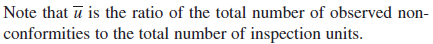 Note that u̅ is the ratio of the total number of observed non-
conformities to the total number of inspection units.